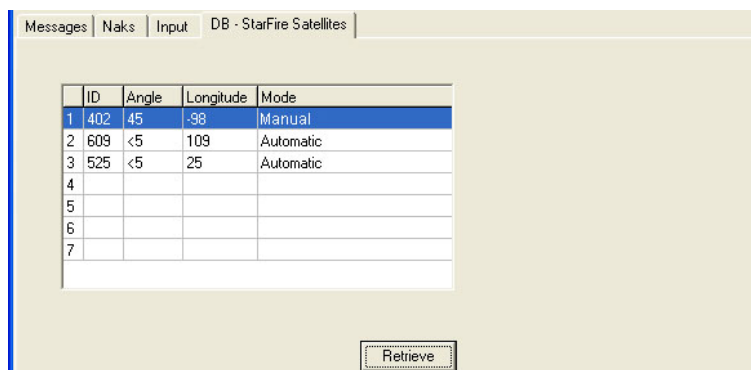 Messages Naks Input DB - StarFire Satellites
ID Angle Longitude Mode
1 402 45 -98 Manual
2 609 <5 109 Automatic
3 525 <5 25 Automatic
4
5
6
7
Retrieve